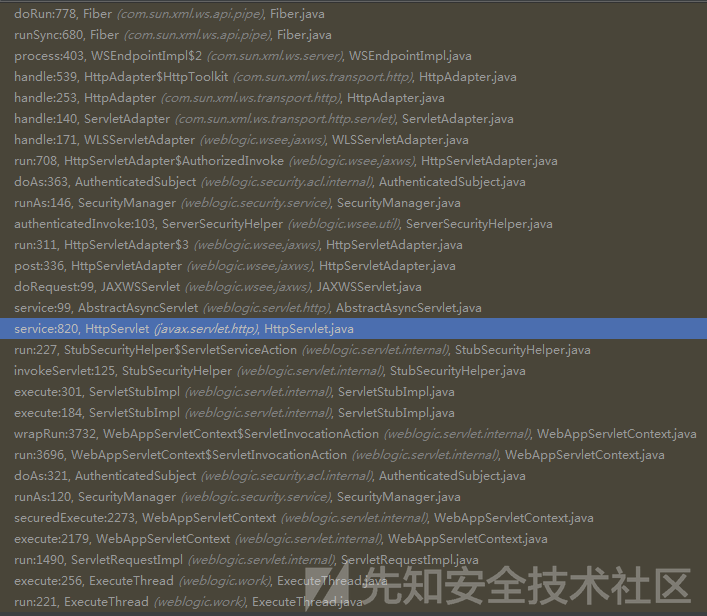 doRun:778, Fiber (com.sun.xml.ws.api.pipe), Fiber.java
runSync:680, Fiber (com.sun.xml.ws.api.pipe), Fiber.java
process:403, WSEndpointImpl$2 (com.sun.xml.ws.server), WSEndpointImpl.java
handle:539, HttpAdapter$HttpToolkit (com.sun.xml.ws.transport.http), HttpAdapter.java
handle:253, HttpAdapter (com.sun.xml.ws.transport.http), HttpAdapter.java
handle:140, ServletAdapter (com.sun.xml.ws.transport.http.servlet), ServletAdapter.java
handle:171, WLSServletAdapter (weblogic.wsee.jaxws), WLSServletAdapter.java
run:708, HttpServletAdapter$AuthorizedInvoke (weblogic.wsee.jaxws), HttpServletAdapter.java
doAs:363, AuthenticatedSubject (weblogic.security.acl.internal), AuthenticatedSubject.java
runAs:146, SecurityManager (weblogic.security.service), SecurityManager.java
authenticatedInvoke:103, ServerSecurityHelper (weblogic.wsee.util), ServerSecurityHelper.java
run:311, HttpServletAdapter$3 (weblogic.wsee.jaxws), HttpServletAdapter.java
post:336, HttpServletAdapter (weblogic.wsee.jaxws), HttpServletAdapter.java
doRequest:99, JAXWSServlet (weblogic.wsee.jaxws), JAXWSServlet.java
service:99, AbstractAsyncServlet (weblogic.servlet.http), AbstractAsyncServlet.java
service:820, HttpServlet (javax.servlet.http), HttpServlet.java
run:227, StubSecurityHelper$ServletServiceAction (weblogic.servlet.internal), StubSecurityHelper.java
invokeServlet:125, StubSecurityHelper (weblogic.servlet.internal), StubSecurityHelper.java
execute:301, ServletStubImpl (weblogic.servlet.internal), ServletStubImpl.java
execute:184, ServletStubImpl (weblogic.servlet.internal), ServletStubImpl.java
wrapRun:3732, WebAppServletContext$ServletInvocationAction (weblogic.servlet.internal), WebAppServletContext.java
run:3696, WebAppServletContext$ServletInvocationAction (weblogic.servlet.internal), WebAppServletContext.java
doAs:321, AuthenticatedSubject (weblogic.security.acl.internal), AuthenticatedSubject.java
runAs:120, SecurityManager (weblogic.security.service), SecurityManager.java
securedExecute:2273, WebAppServletContext (weblogic.servlet.internal), WebAppServletContext.java
execute:2179, WebAppServletContext (weblogic.servlet.internal), WebAppServletContext.java
run:1490, ServletRequestImpl (weblogic.servlet.internal), ServletRequestImpl.java
execute:256, ExecuteThread (weblogic.work), ExecuteThread.java
run:221, ExecuteThread (weblogic.work), ExecuteThread.java
先知安全技术社区